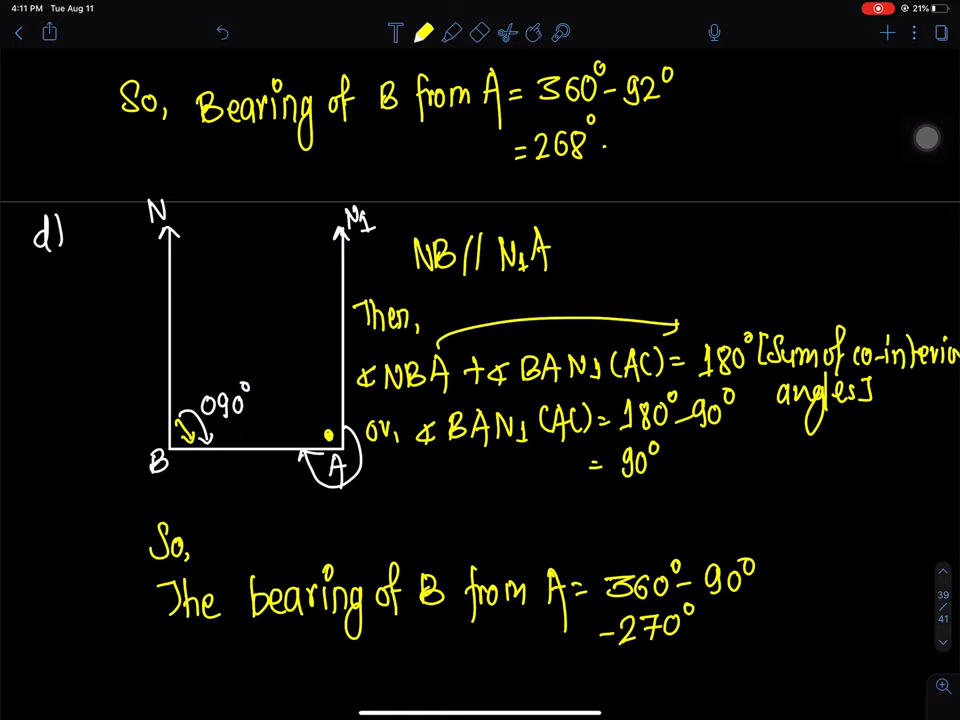 4:11 PM Tue Aug 11
21%
So, Bearing of B from A = 360° - 92°
= 268°.
d)
N
N1
NB // N1A
Then,
∡NBA + ∡BAN1 (AC) = 180° [Sum of co-interior angles]
090°
or, ∡BAN1 (AC) = 180° - 90°
= 90°
B
A
So,
The bearing of B from A = 360° - 90°
- 270°
39
/
41